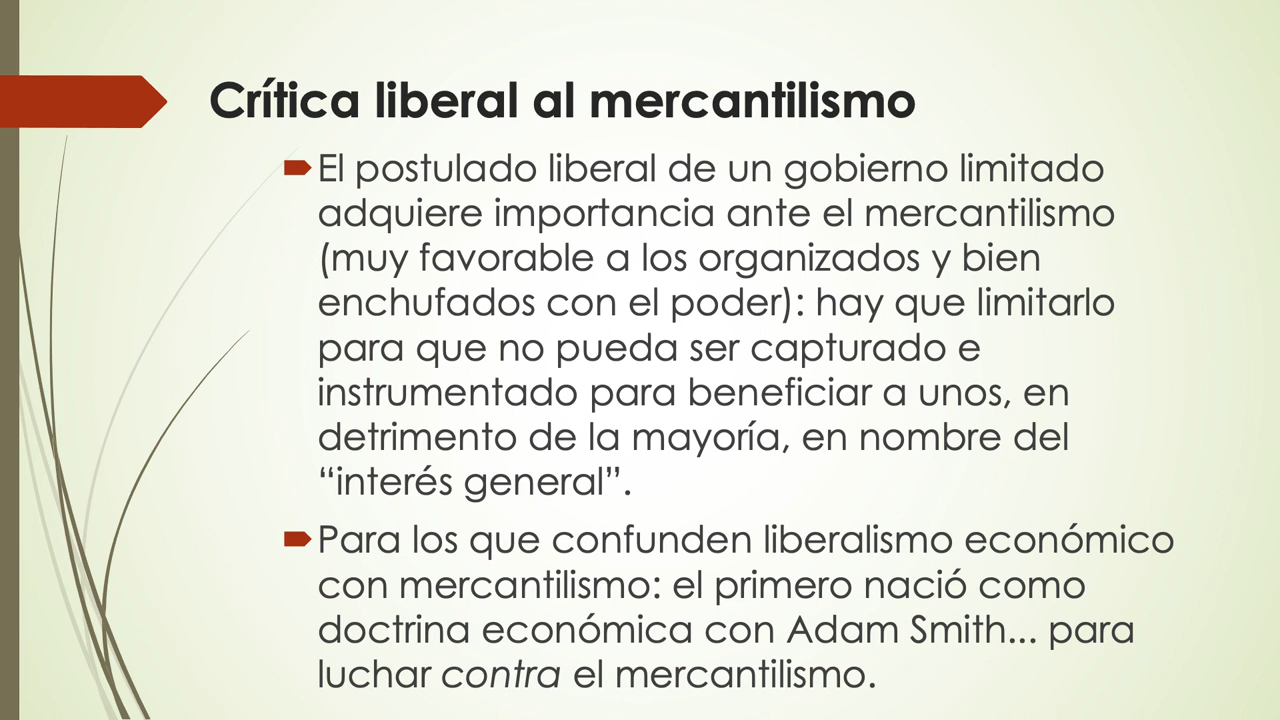 Crítica liberal al mercantilismo
El postulado liberal de un gobierno limitado
adquiere importancia ante el mercantilismo
(muy favorable a los organizados y bien
enchufados con el poder): hay que limitarlo
para que no pueda ser capturado e
instrumentado para beneficiar a unos, en
detrimento de la mayoría, en nombre del
“interés general”.
Para los que confunden liberalismo económico
con mercantilismo: el primero nació como
doctrina económica con Adam Smith... para
luchar contra el mercantilismo.